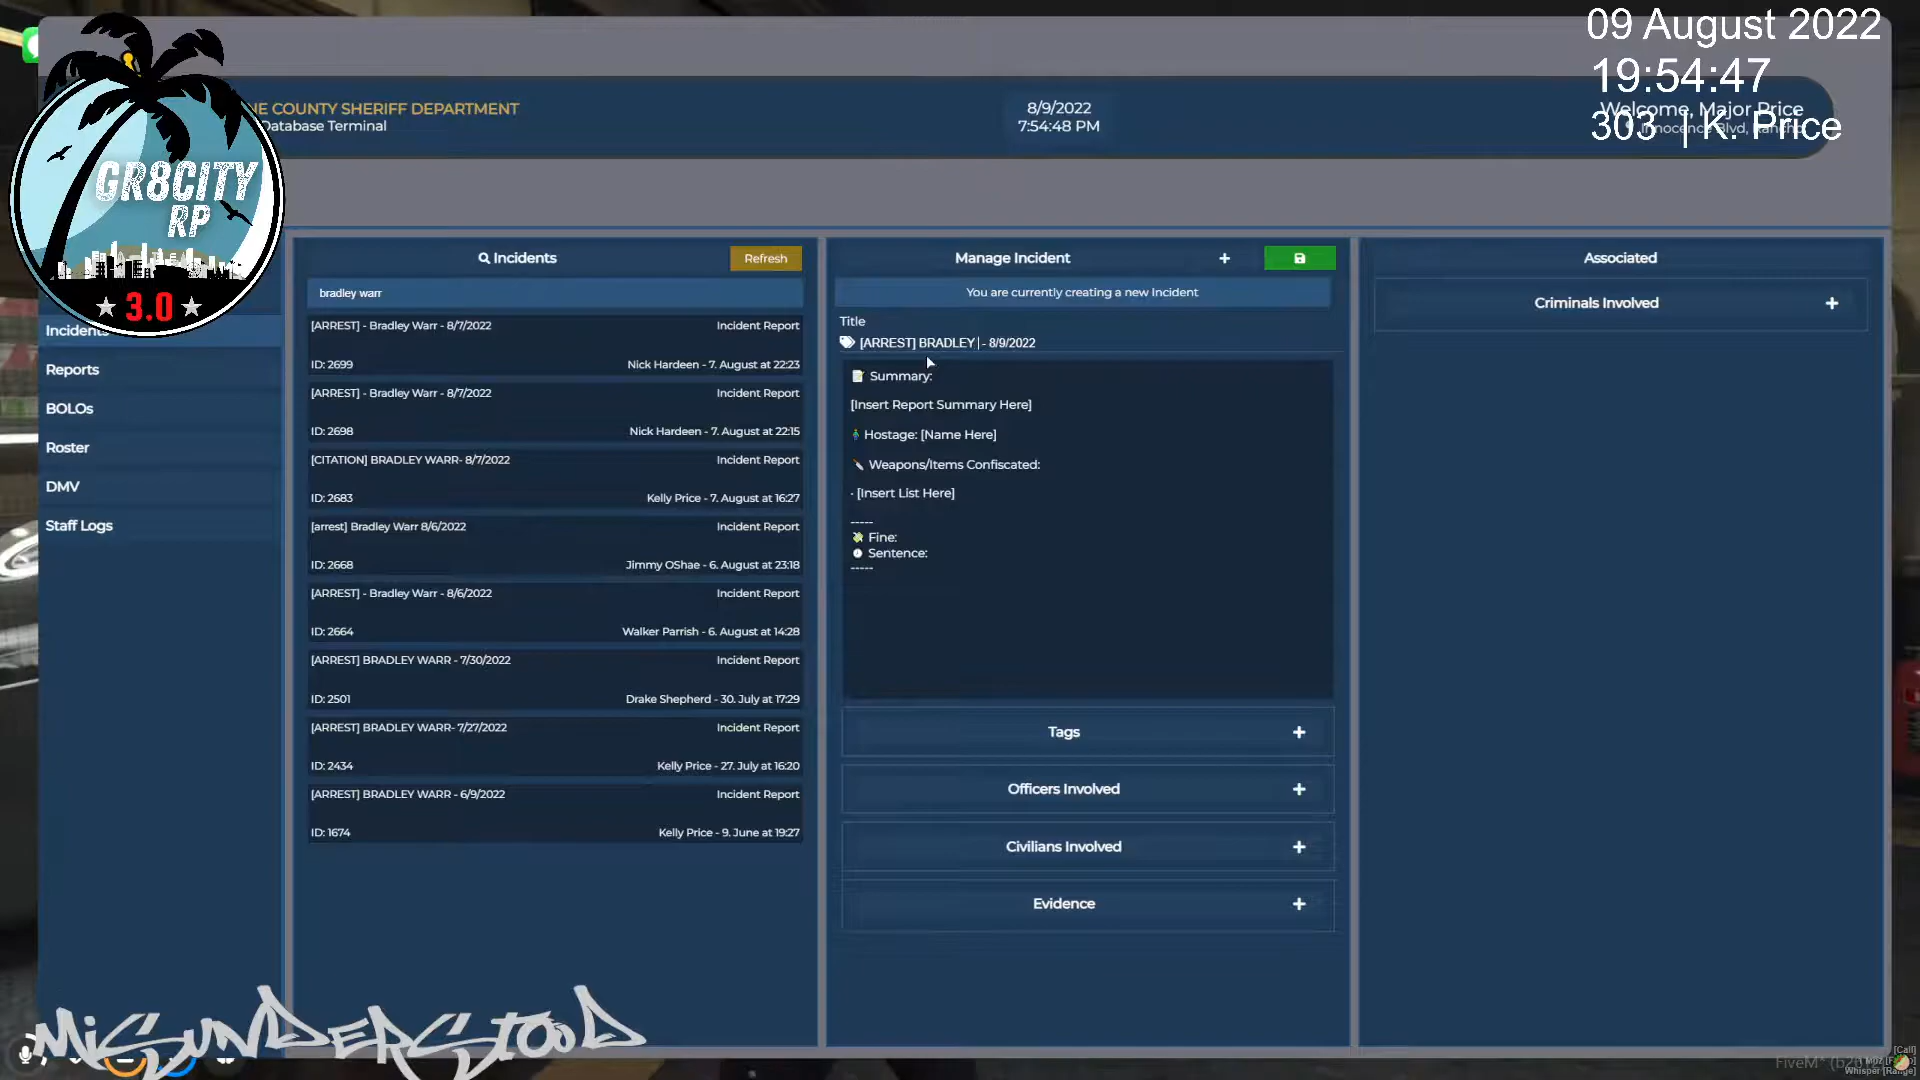 09 August 2022
19:54:47
303 | K. Price
GR8CITY
RP
3.0
HE COUNTY SHERIFF DEPARTMENT
Database Terminal
8/9/2022
7:54:48 PM
Welcome, Major Price
Innocence Blvd, Rancho
Incidents
Reports
BOLOs
Roster
DMV
Staff Logs
Incidents
Refresh
bradley warr
[ARREST] - Bradley Warr - 8/7/2022 Incident Report
ID: 2699 Nick Hardeen - 7. August at 22:23
[ARREST] - Bradley Warr - 8/7/2022 Incident Report
ID: 2698 Nick Hardeen - 7. August at 22:15
[CITATION] BRADLEY WARR- 8/7/2022 Incident Report
ID: 2683 Kelly Price - 7. August at 16:27
[arrest] Bradley Warr 8/6/2022 Incident Report
ID: 2668 Jimmy OShae - 6. August at 23:18
[ARREST] - Bradley Warr - 8/6/2022 Incident Report
ID: 2664 Walker Parrish - 6. August at 14:28
[ARREST] BRADLEY WARR - 7/30/2022 Incident Report
ID: 2501 Drake Shepherd - 30. July at 17:29
[ARREST] BRADLEY WARR- 7/27/2022 Incident Report
ID: 2434 Kelly Price - 27. July at 16:20
[ARREST] BRADLEY WARR - 6/9/2022 Incident Report
ID: 1674 Kelly Price - 9. June at 19:27
Manage Incident
You are currently creating a new Incident
Title
[ARREST] BRADLEY - 8/9/2022
Summary:
[Insert Report Summary Here]
Hostage: [Name Here]
Weapons/Items Confiscated:
· [Insert List Here]
-----
Fine:
Sentence:
-----
Tags
Officers Involved
Civilians Involved
Evidence
Associated
Criminals Involved
MiSUNDERSTOOD
FiveM*
[Call]
Whisper [Range]